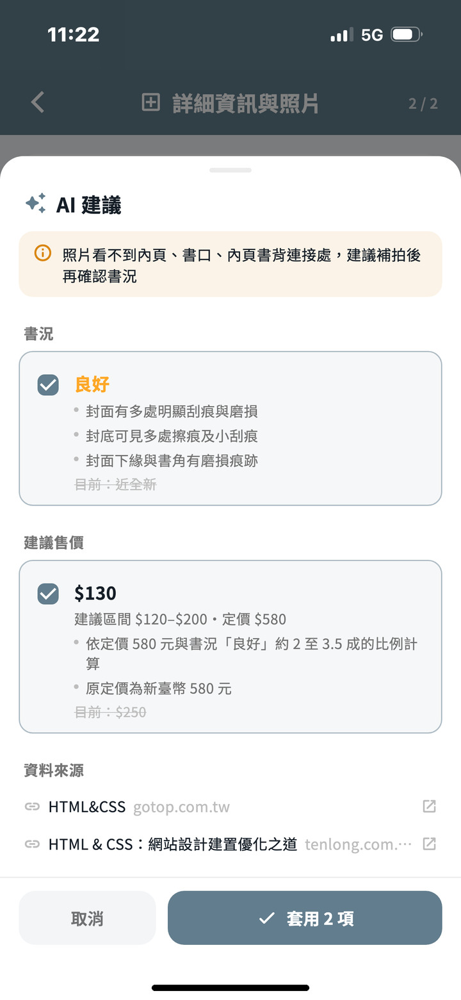 11:22
5G
詳細資訊與照片
2 / 2
AI 建議
照片看不到內頁、書口、內頁書背連接處，建議補拍後
再確認書況
書況
良好
封面有多處明顯刮痕與磨損
封底可見多處擦痕及小刮痕
封面下緣與書角有磨損痕跡
目前：近全新
建議售價
$130
建議區間 $120–$200・定價 $580
依定價 580 元與書況「良好」約 2 至 3.5 成的比例計
算
原定價為新臺幣 580 元
目前：$250
資料來源
HTML&CSS gotop.com.tw
HTML & CSS：網站設計建置優化之道 tenlong.com.…
取消
套用 2 項